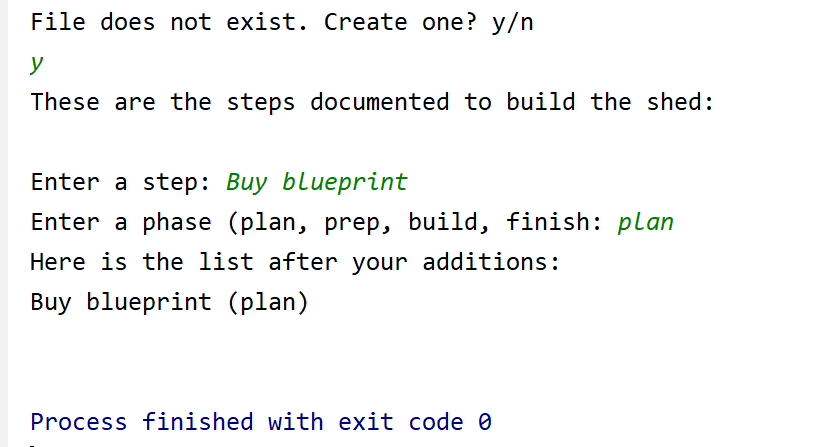 File does not exist. Create one? y/n
y
These are the steps documented to build the shed:
Enter a step: Buy blueprint
Enter a phase (plan, prep, build, finish: plan
Here is the list after your additions:
Buy blueprint (plan)
Process finished with exit code 0